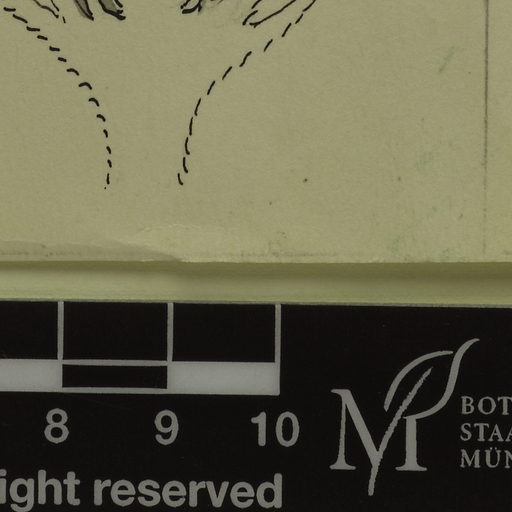 8 9 10
ight reserved
M
BOT
STAA
MÜN